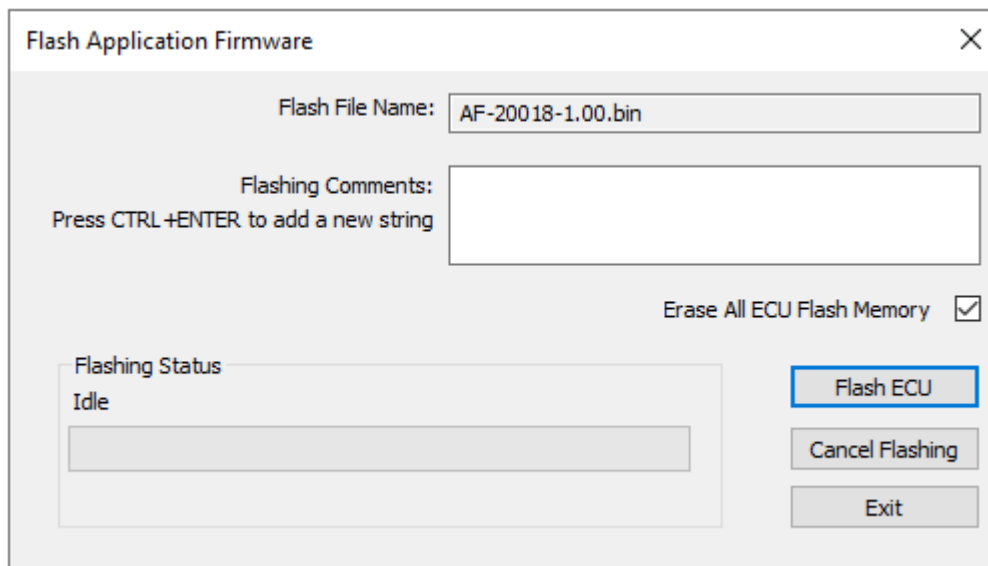 Flash Application Firmware
Flash File Name:
AF-20018-1.00.bin
Flashing Comments:
Press CTRL+ENTER to add a new string
Erase All ECU Flash Memory
Flashing Status
Idle
Flash ECU
Cancel Flashing
Exit